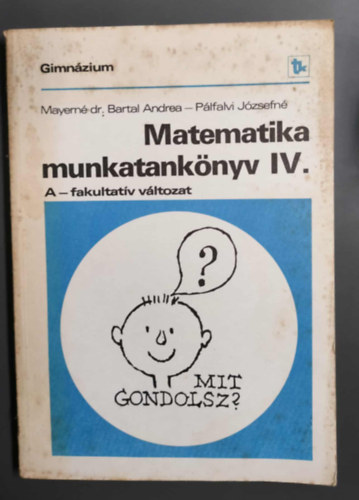 Gimnázium
tk
Mayerné dr. Bartal Andrea – Pálfalvi Józsefné
Matematika
munkatankönyv IV.
A – fakultatív változat
?
MIT
GONDOLSZ?